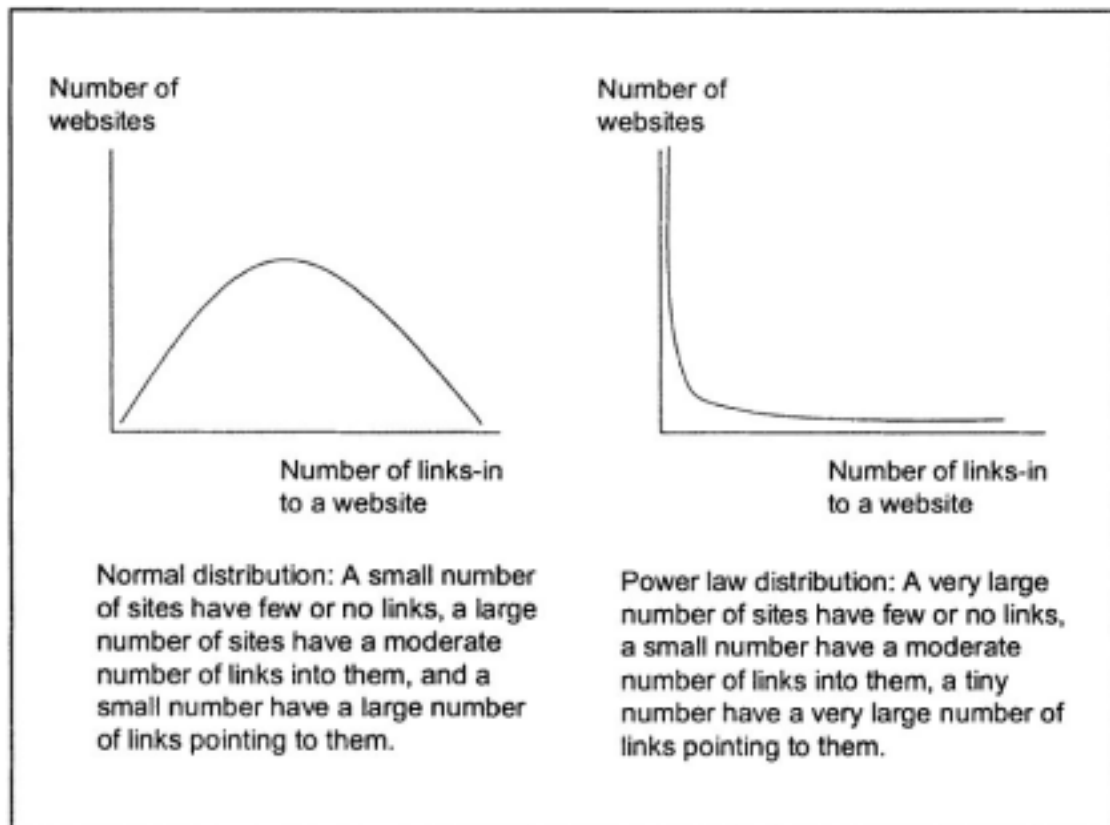 Number of
websites
Number of links-in
to a website
Normal distribution: A small number
of sites have few or no links, a large
number of sites have a moderate
number of links into them, and a
small number have a large number
of links pointing to them.
Number of
websites
Number of links-in
to a website
Power law distribution: A very large
number of sites have few or no links,
a small number have a moderate
number of links into them, a tiny
number have a very large number of
links pointing to them.